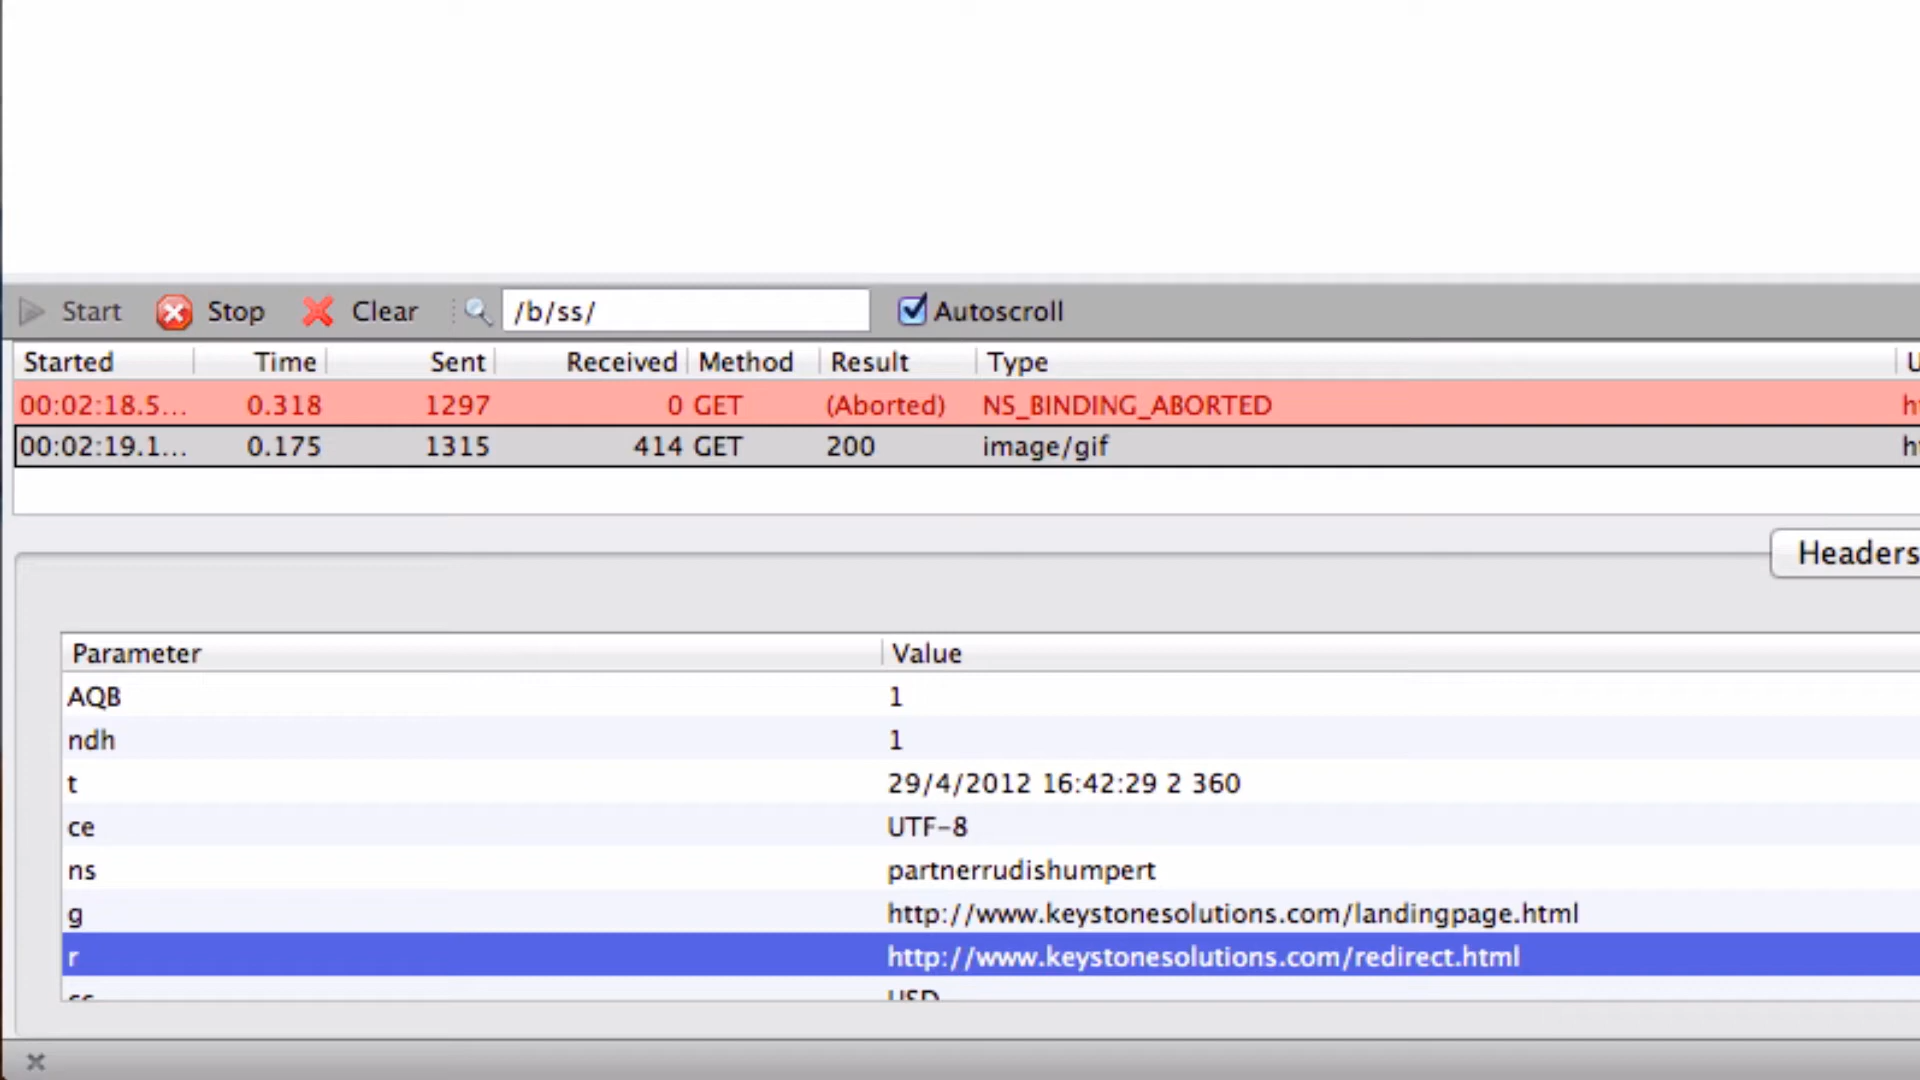 Start Stop Clear /b/ss/ Autoscroll
Started Time Sent Received Method Result Type
00:02:18.5... 0.318 1297 0 GET (Aborted) NS_BINDING_ABORTED
00:02:19.1... 0.175 1315 414 GET 200 image/gif
Headers
Parameter Value
AQB 1
ndh 1
t 29/4/2012 16:42:29 2 360
ce UTF-8
ns partnerrudishumpert
g http://www.keystonesolutions.com/landingpage.html
r http://www.keystonesolutions.com/redirect.html
USD